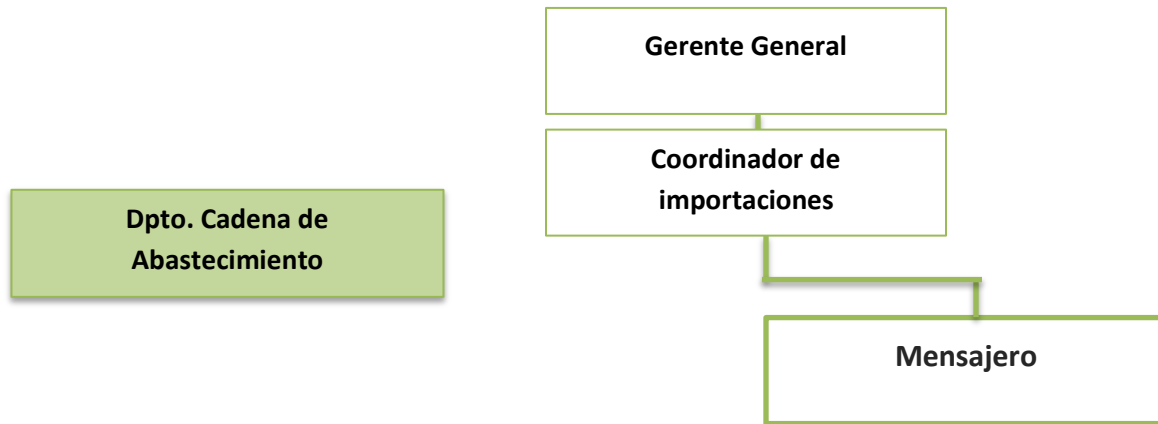 Gerente General
Coordinador de
importaciones
Dpto. Cadena de
Abastecimiento
Mensajero